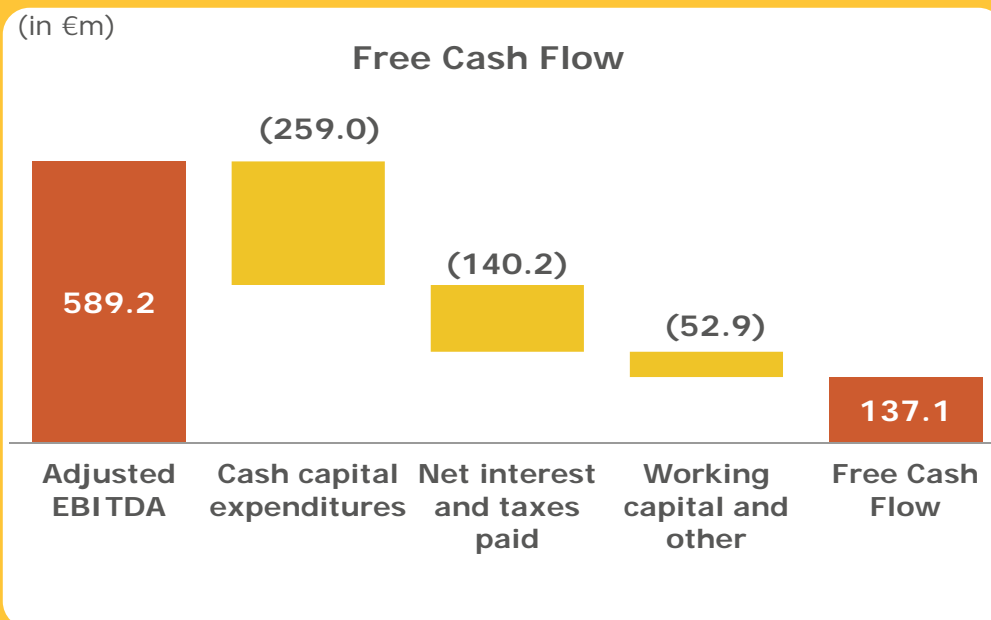 (in €m)
Free Cash Flow
(259.0)
(140.2)
(52.9)
589.2
137.1
Adjusted
EBITDA
Cash capital
expenditures
Net interest
and taxes
paid
Working
capital and
other
Free Cash
Flow